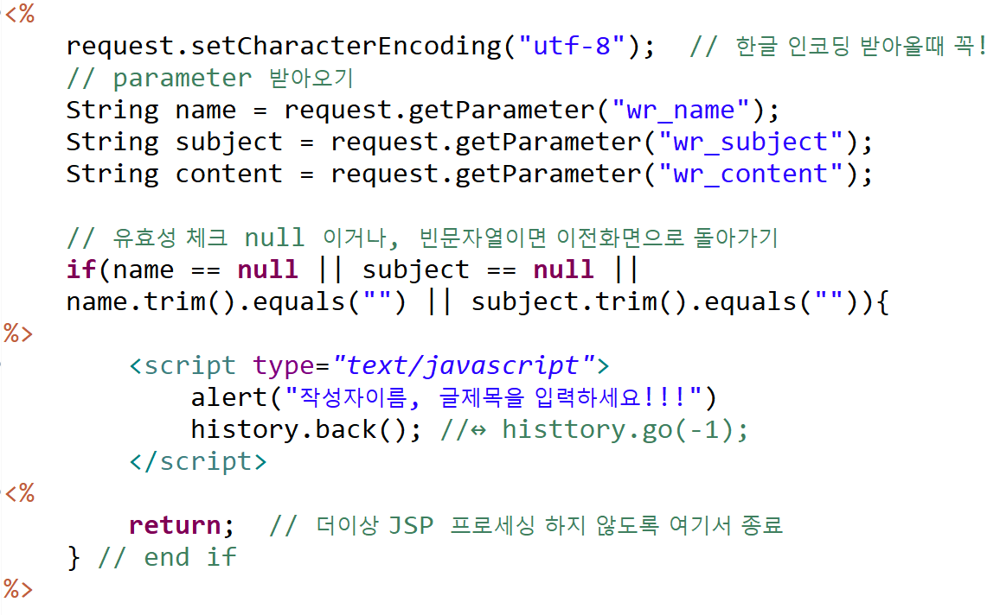 <%
request.setCharacterEncoding("utf-8");  // 한글 인코딩 받아올때 꼭!
// parameter 받아오기
String name = request.getParameter("wr_name");
String subject = request.getParameter("wr_subject");
String content = request.getParameter("wr_content");
// 유효성 체크 null 이거나, 빈문자열이면 이전화면으로 돌아가기
if(name == null || subject == null ||
name.trim().equals("") || subject.trim().equals("")){
%>
<script type="text/javascript">
alert("작성자이름, 글제목을 입력하세요!!!")
history.back(); //↔ histtory.go(-1);
</script>
<%
return;  // 더이상 JSP 프로세싱 하지 않도록 여기서 종료
} // end if
%>